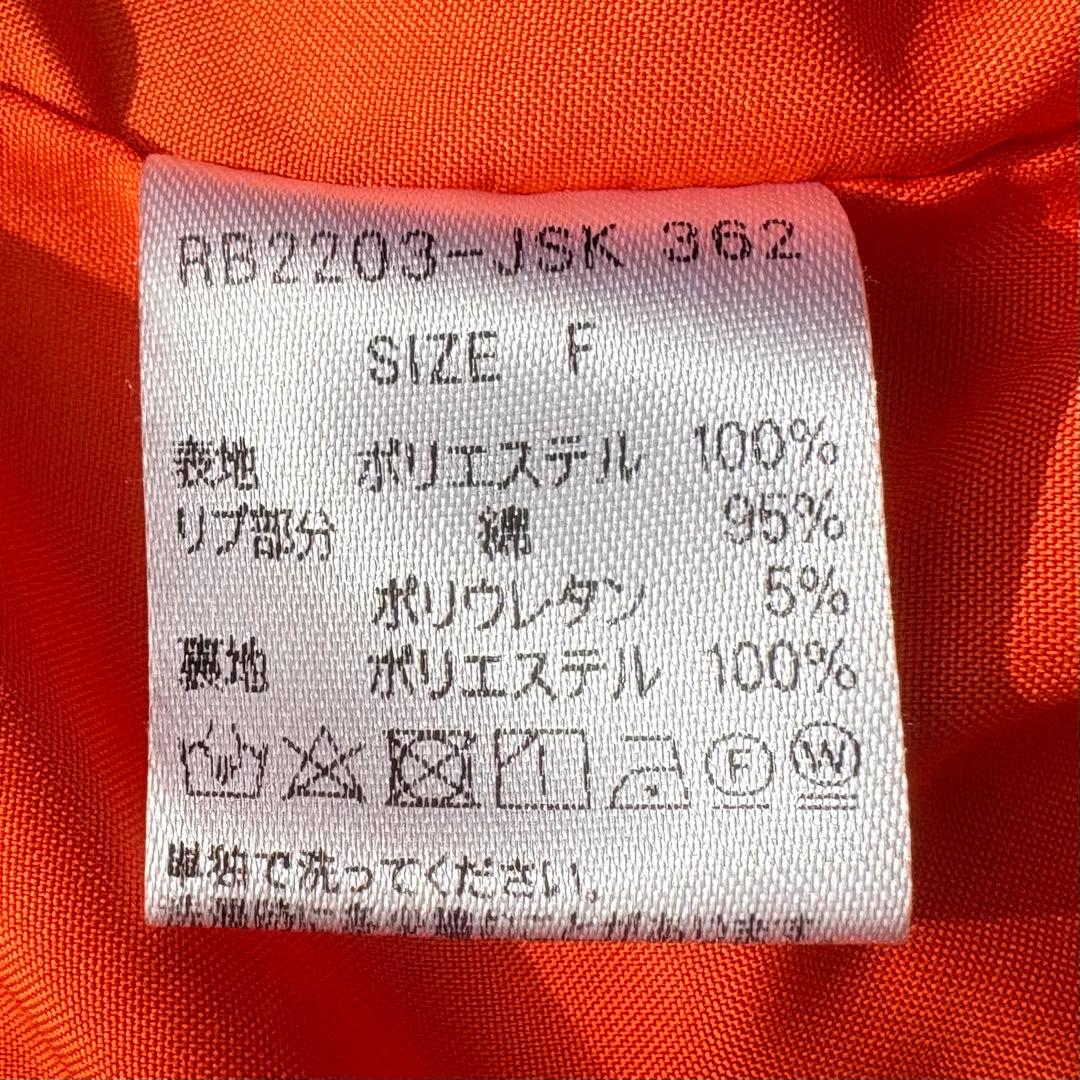 RB2203-JSK 362
SIZE F
表地 ポリエステル 100%
リブ部分 綿 95%
ポリウレタン 5%
裏地 ポリエステル 100%
F W
単独で洗ってください。